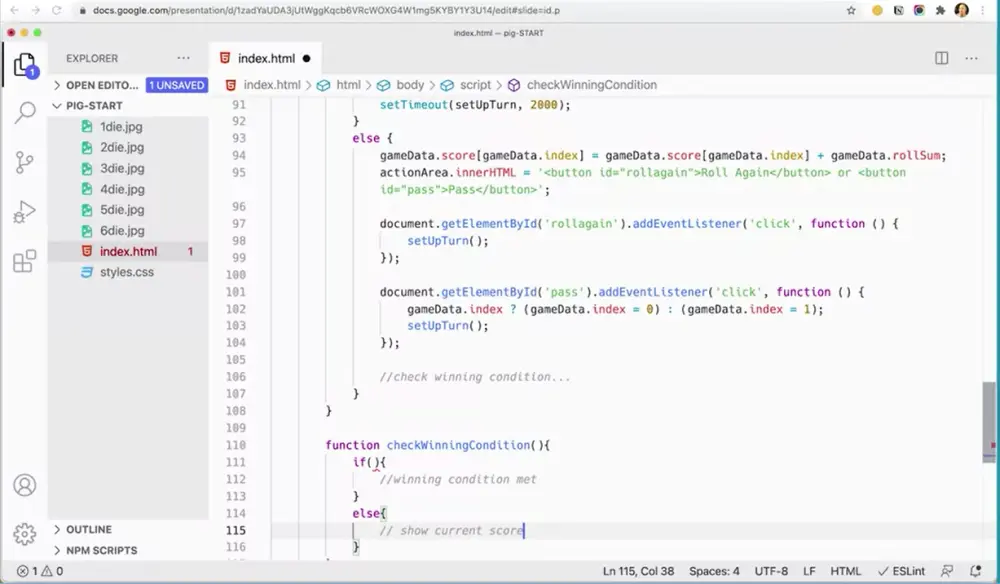 docs.google.com/presentation/d/1zadYaUDA3jUtWggKqcb6VRcWOXG4W1mg5KYBY1Y3U14/edit#slide=id.p
index.html — pig-START
EXPLORER
index.html
OPEN EDITO... 1 UNSAVED
index.html > html > body > script > checkWinningCondition
PIG-START
1die.jpg
2die.jpg
3die.jpg
4die.jpg
5die.jpg
6die.jpg
index.html 1
styles.css
OUTLINE
NPM SCRIPTS
1
91 setTimeout(setUpTurn, 2000);
92 }
93 else {
94 gameData.score[gameData.index] = gameData.score[gameData.index] + gameData.rollSum;
95 actionArea.innerHTML = '<button id="rollagain">Roll Again</button> or <button
id="pass">Pass</button>';
96
97 document.getElementById('rollagain').addEventListener('click', function () {
98 setUpTurn();
99 });
100
101 document.getElementById('pass').addEventListener('click', function () {
102 gameData.index ? (gameData.index = 0) : (gameData.index = 1);
103 setUpTurn();
104 });
105
106 //check winning condition...
107 }
108 }
109
110 function checkWinningCondition(){
111 if(){
112 //winning condition met
113 }
114 else{
115 // show current score
116 }
1 0
Ln 115, Col 38 Spaces: 4 UTF-8 LF HTML ESLint